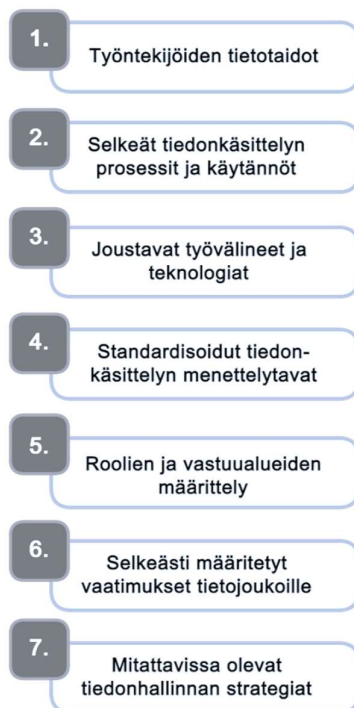 1.
Työntekijöiden tietotaidot
2.
Selkeät tiedonkäsittelyn
prosessit ja käytännöt
3.
Joustavat työvälineet ja
teknologiat
4.
Standardisoidut tiedon-
käsittelyn menettelytavat
5.
Roolien ja vastuualueiden
määrittely
6.
Selkeästi määritetyt
vaatimukset tietojoukoille
7.
Mitattavissa olevat
tiedonhallinnan strategiat